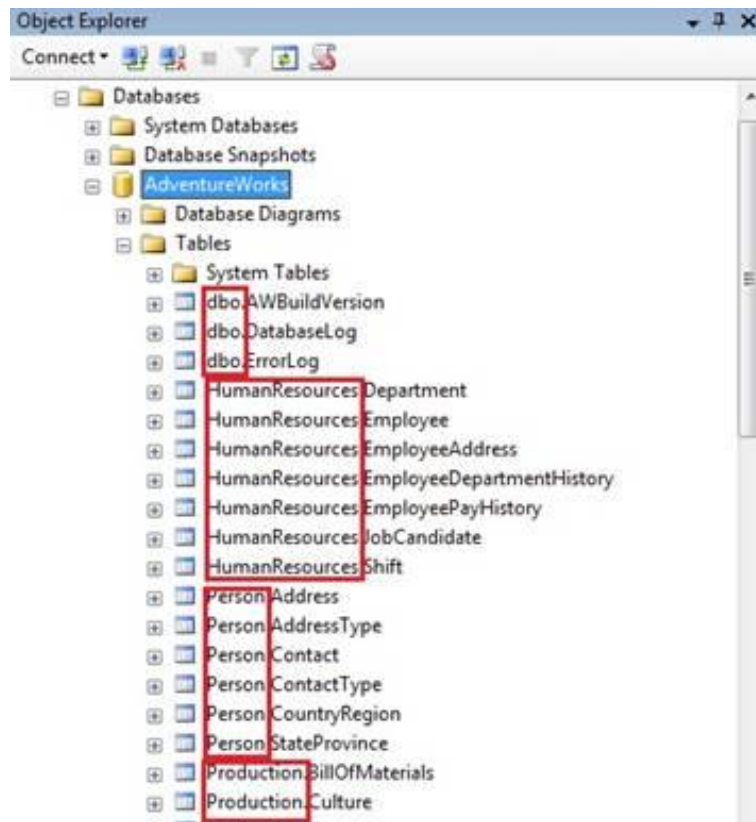 Object Explorer
Connect
Databases
System Databases
Database Snapshots
AdventureWorks
Database Diagrams
Tables
System Tables
dbo.AWBuildVersion
dbo.DatabaseLog
dbo.ErrorLog
HumanResources.Department
HumanResources.Employee
HumanResources.EmployeeAddress
HumanResources.EmployeeDepartmentHistory
HumanResources.EmployeePayHistory
HumanResources.JobCandidate
HumanResources.Shift
Person.Address
Person.AddressType
Person.Contact
Person.ContactType
Person.CountryRegion
Person.StateProvince
Production.BillOfMaterials
Production.Culture